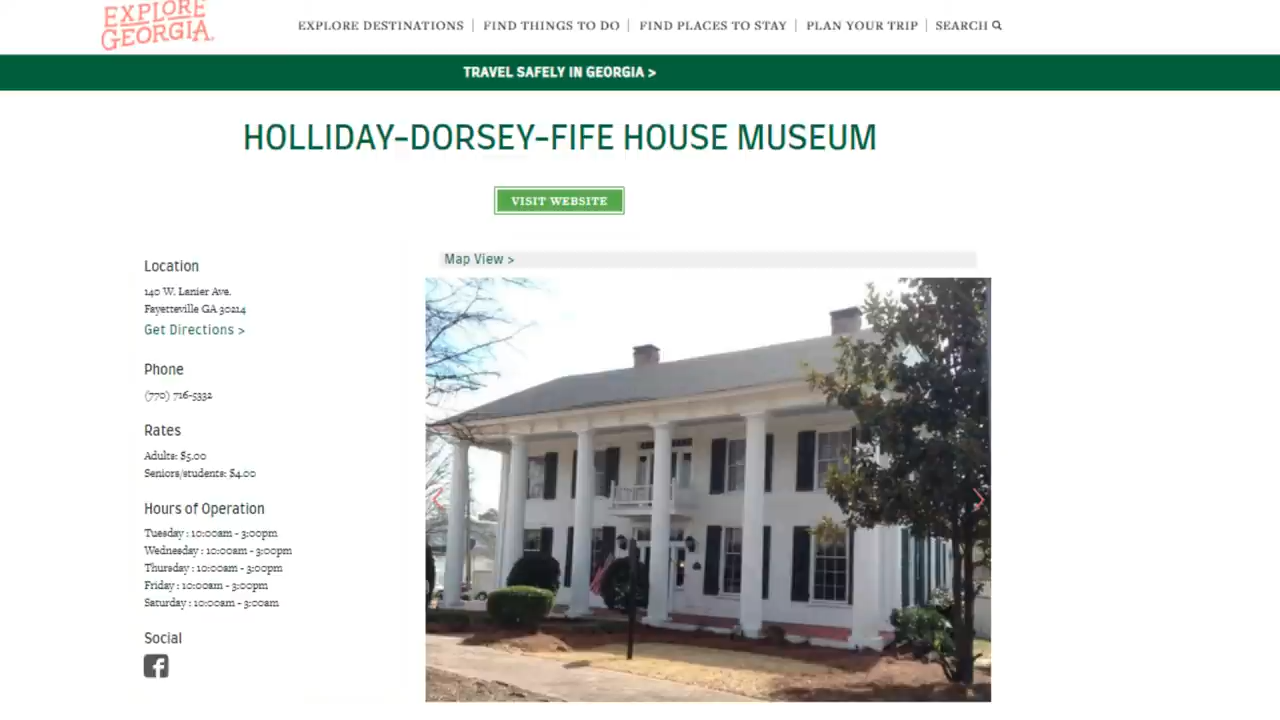 EXPLORE
GEORGIA.
EXPLORE DESTINATIONS | FIND THINGS TO DO | FIND PLACES TO STAY | PLAN YOUR TRIP | SEARCH
TRAVEL SAFELY IN GEORGIA >
HOLLIDAY-DORSEY-FIFE HOUSE MUSEUM
VISIT WEBSITE
Map View >
Location
140 W. Lanier Ave.
Fayetteville GA 30214
Get Directions >
Phone
(770) 716-5332
Rates
Adults: $5.00
Seniors/students: $4.00
Hours of Operation
Tuesday : 10:00am - 3:00pm
Wednesday : 10:00am - 3:00pm
Thursday : 10:00am - 3:00pm
Friday : 10:00am - 3:00pm
Saturday : 10:00am - 3:00am
Social